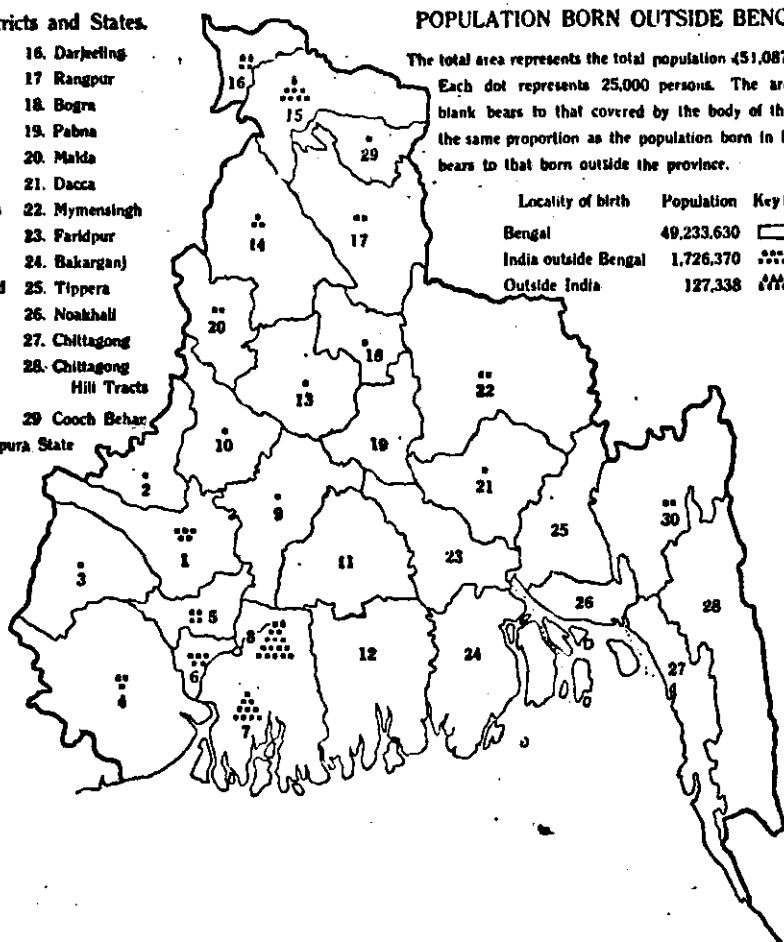 ricts and States.
16. Darjeeling
17 Rangpur
18. Bogra
19. Pabna
20. Malda
21. Dacca
22. Mymensingh
23. Faridpur
24. Bakarganj
25. Tippera
26. Noakhali
27. Chittagong
28. Chittagong
Hill Tracts
29 Cooch Behar
pura State
POPULATION BORN OUTSIDE BENG
The total area represents the total population (51,087
Each dot represents 25,000 persons. The ar
blank bears to that covered by the body of th
the same proportion as the population born in
bears to that born outside the province.
Locality of birth Population Key
Bengal 49,233,630
India outside Bengal 1,726,370
Outside India 127,338
16
15
29
14
17
20
18
13
22
10
19
2
21
9
30
1
25
3
11
23
26
28
5
8
12
24
6
27
4
7